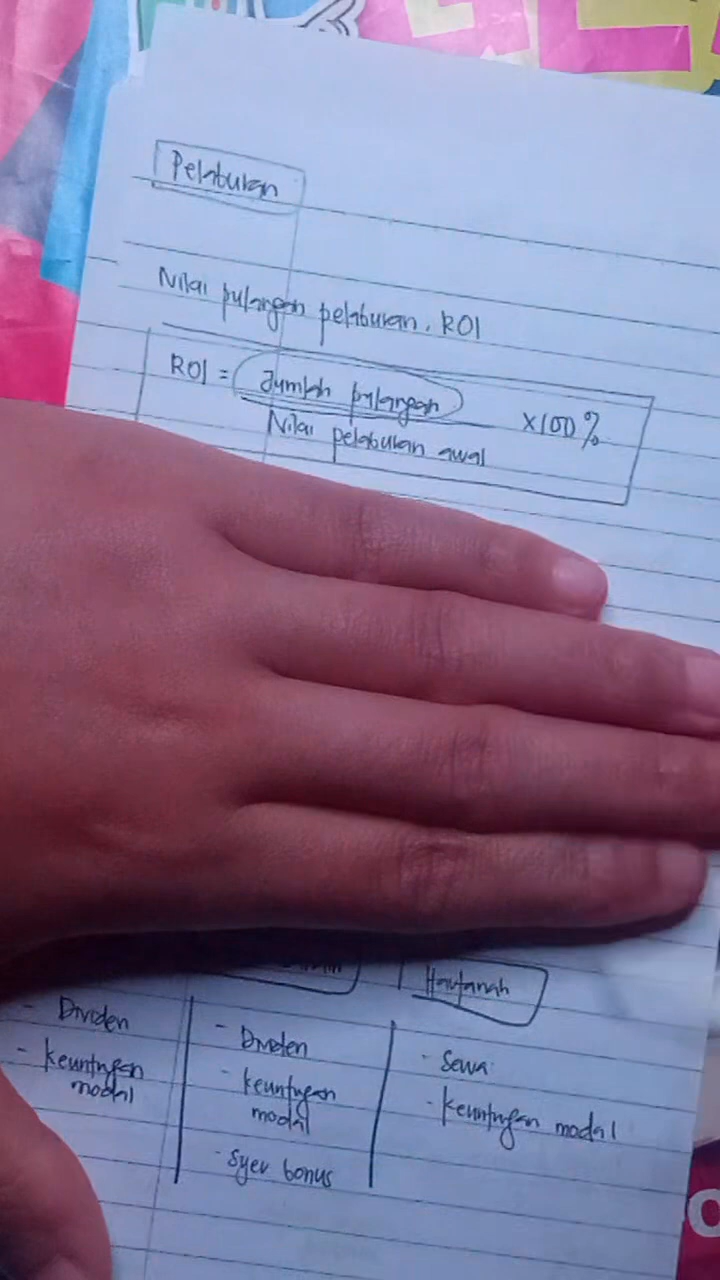 Pelaburan
Nilai pulangan pelaburan, ROI
ROI = Jumlah pulangan
Nilai pelaburan awal
x100%
Hartanah
- Dividen
- keuntungan
modal
- Dividen
- keuntungan
modal
- Syer bonus
- Sewa
- keuntungan modal